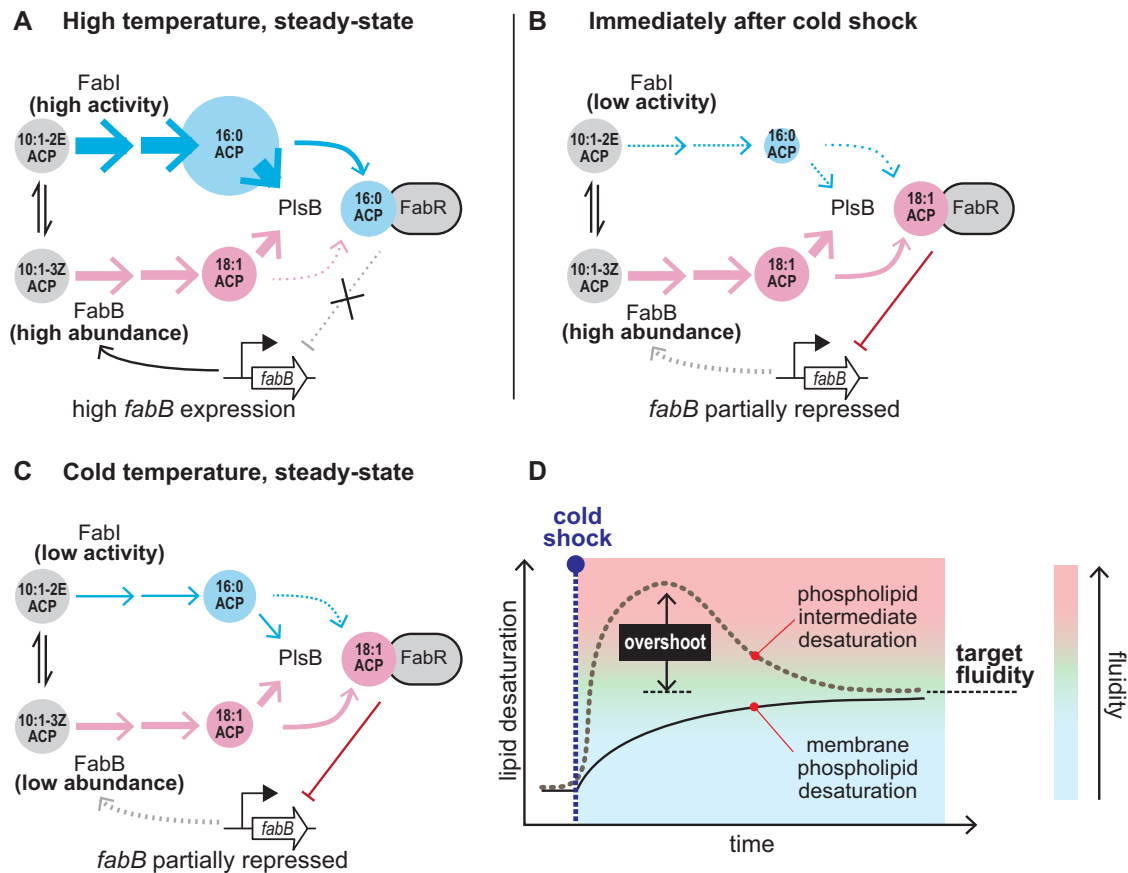 A High temperature, steady-state
FabI
(high activity)
10:1-2E
ACP
16:0
ACP
PlsB
16:0
ACP
FabR
10:1-3Z
ACP
18:1
ACP
FabB
(high abundance)
fabB
high fabB expression
B Immediately after cold shock
FabI
(low activity)
10:1-2E
ACP
16:0
ACP
PlsB
18:1
ACP
FabR
10:1-3Z
ACP
18:1
ACP
FabB
(high abundance)
fabB
fabB partially repressed
C Cold temperature, steady-state
FabI
(low activity)
10:1-2E
ACP
16:0
ACP
PlsB
18:1
ACP
FabR
10:1-3Z
ACP
18:1
ACP
FabB
(low abundance)
fabB
fabB partially repressed
D
cold
shock
lipid desaturation
overshoot
phospholipid
intermediate
desaturation
target
fluidity
membrane
phospholipid
desaturation
time
fluidity